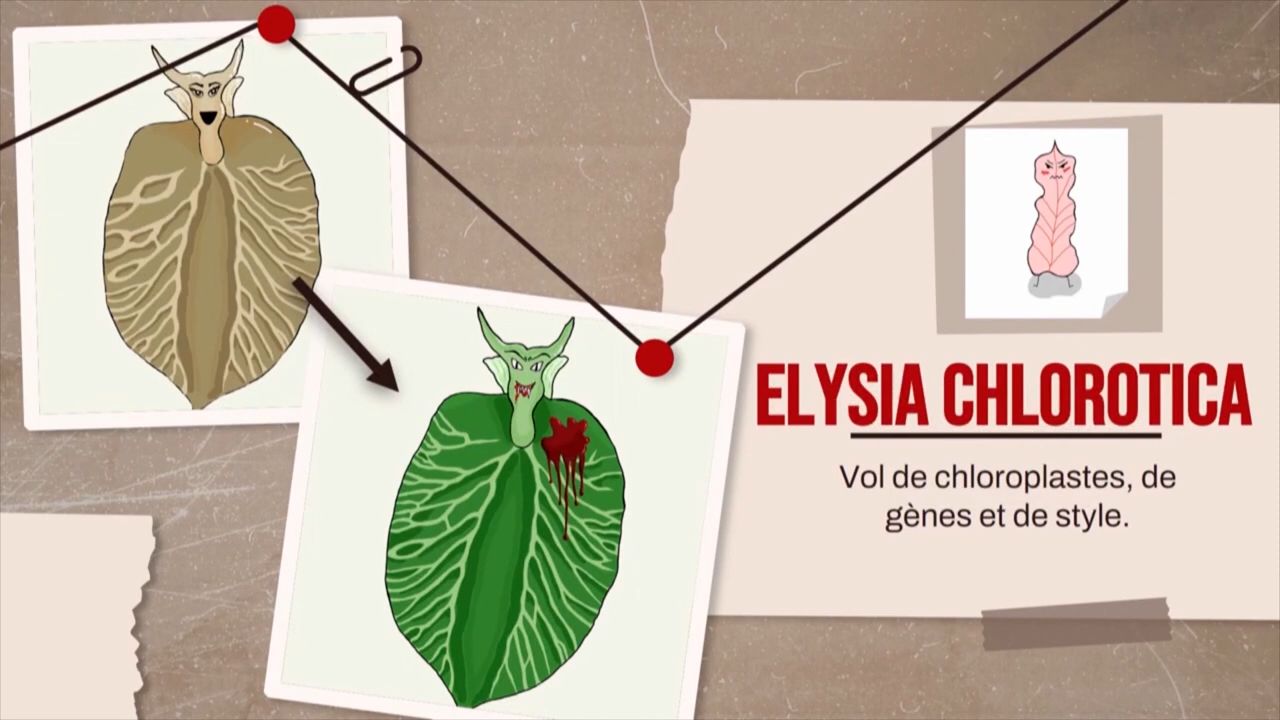 ELYSIA CHLOROTICA
Vol de chloroplastes, de
gènes et de style.